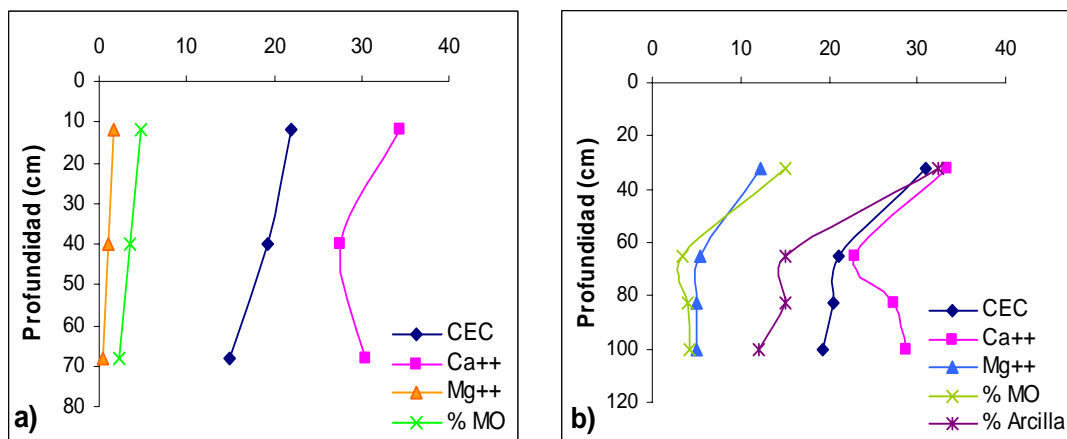 0 10 20 30 40
Profundidad (cm)
0
10
20
30
40
50
60
70
80
CEC
Ca++
Mg++
% MO
a)
0 10 20 30 40
Profundidad (cm)
0
20
40
60
80
100
120
CEC
Ca++
Mg++
% MO
% Arcilla
b)